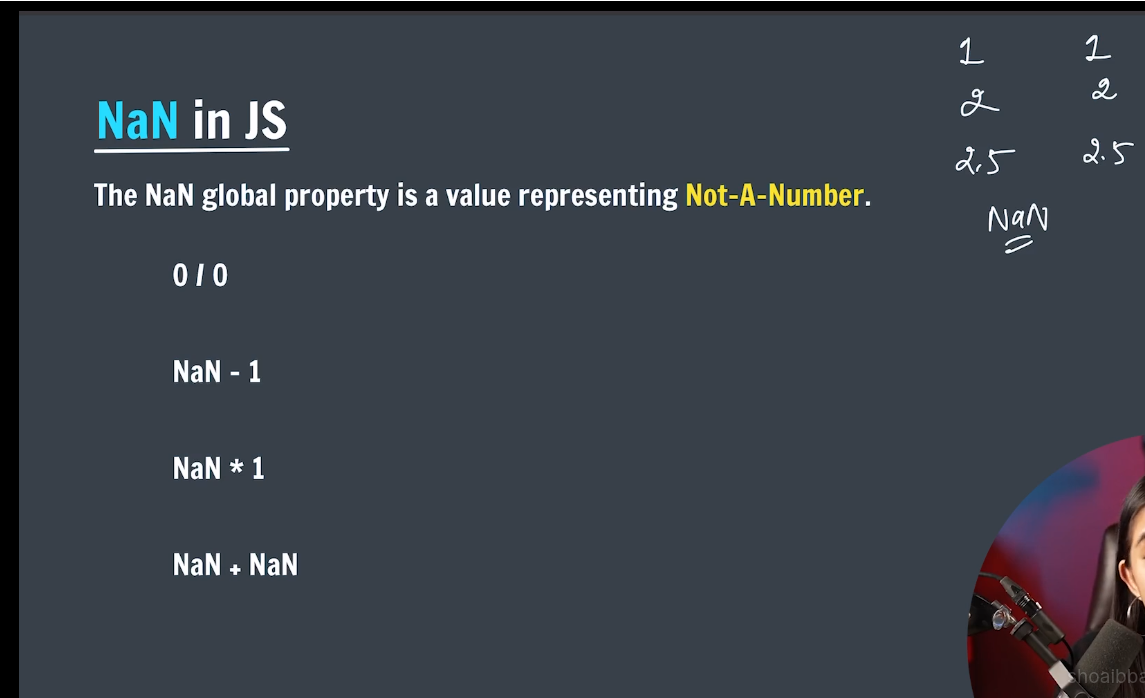 NaN in JS
The NaN global property is a value representing Not-A-Number.
0 / 0
NaN - 1
NaN * 1
NaN + NaN
1 1
2 2
2.5 2.5
NaN
shoaibba